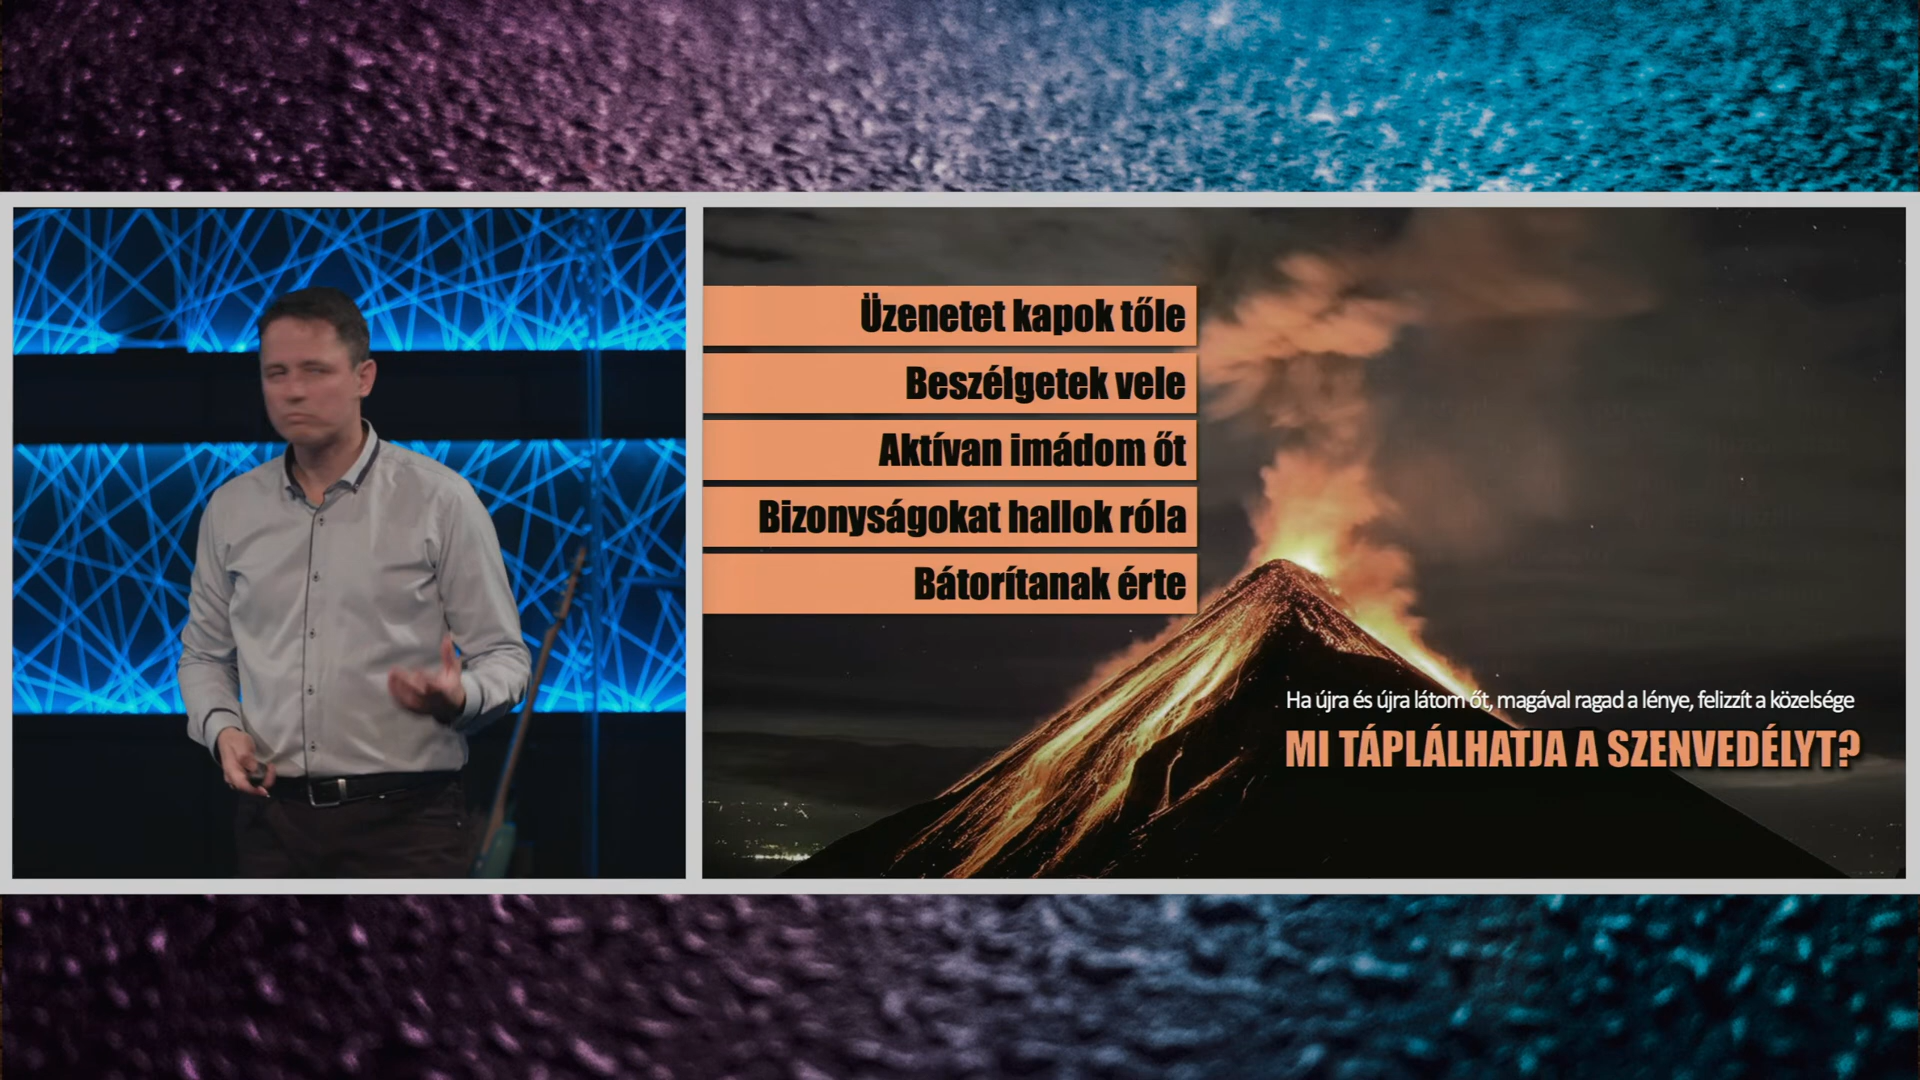 Üzenetet kapok tőle
Beszélgetek vele
Aktívan imádom őt
Bizonyságokat hallok róla
Bátorítanak érte
Ha újra és újra látom őt, magával ragad a lénye, felizzít a közelsége
MI TÁPLÁLHATJA A SZENVEDÉLYT?